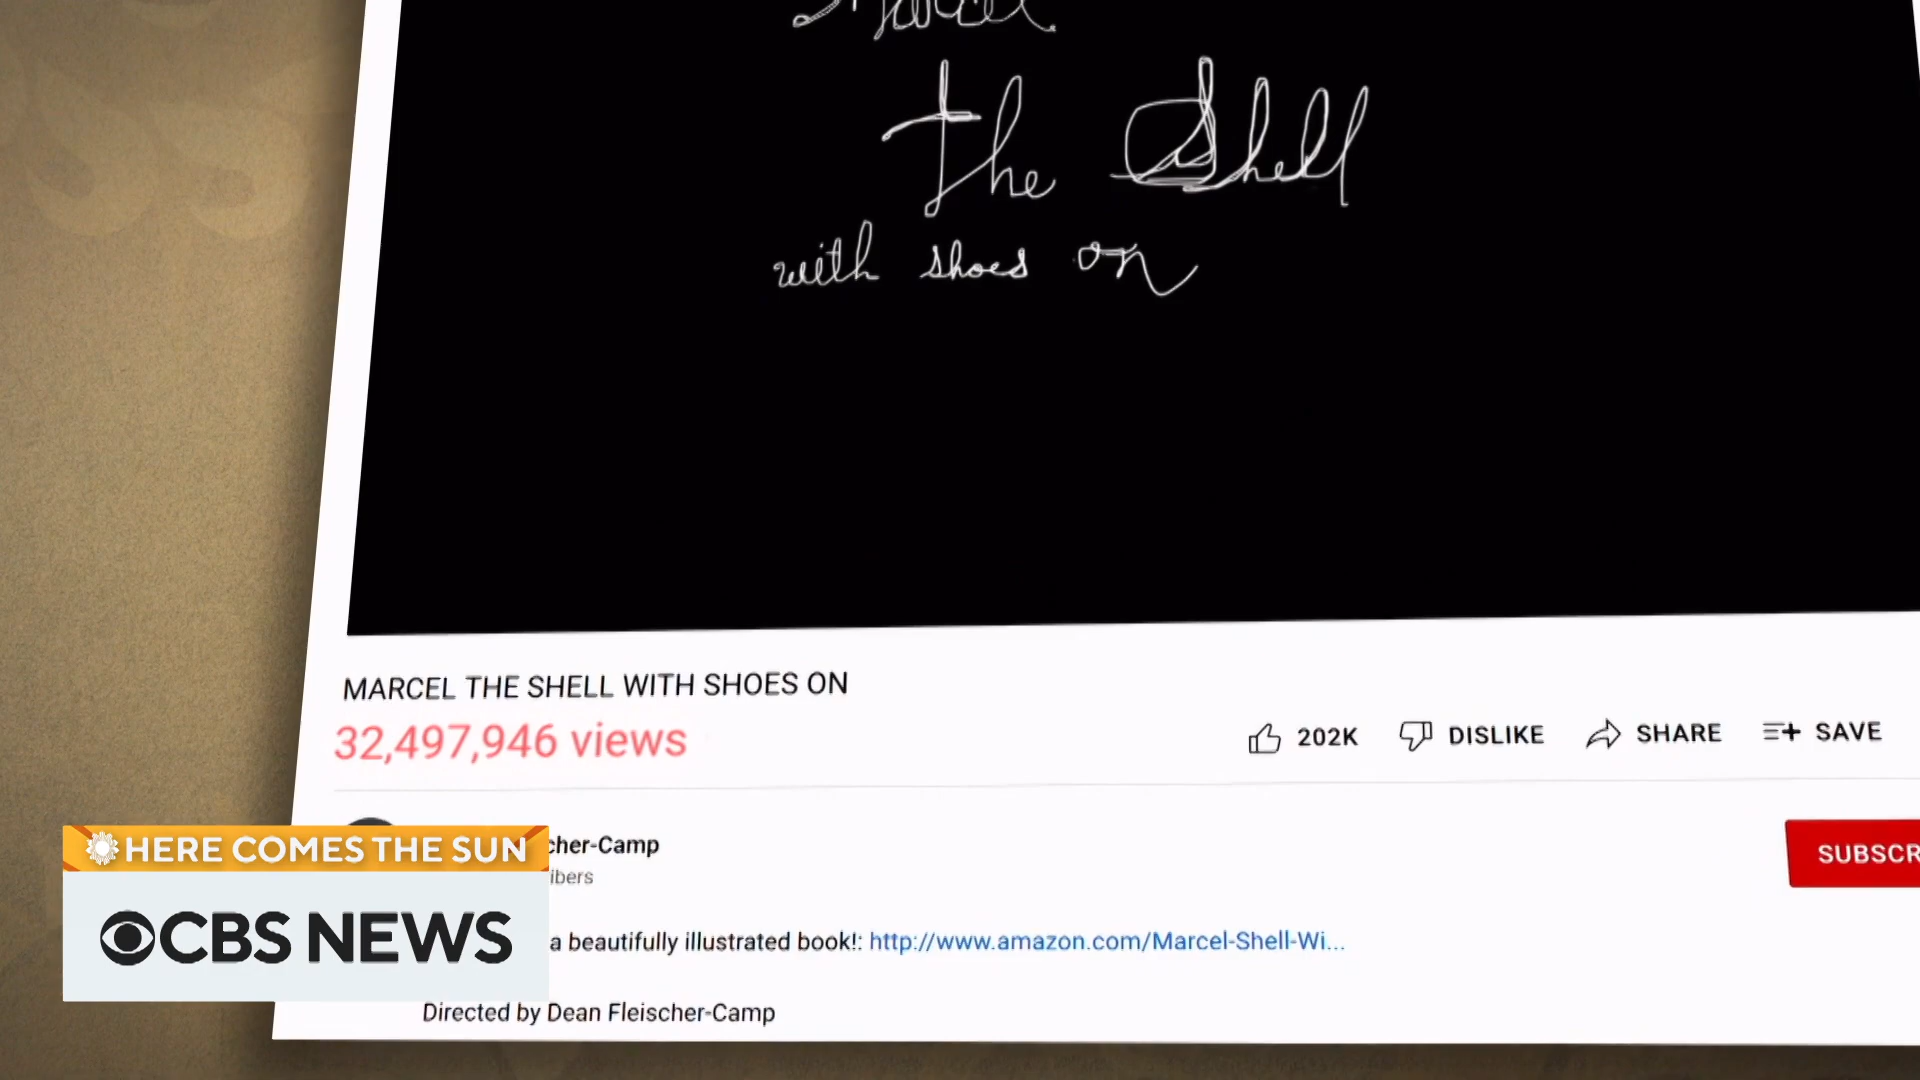 Marcel
The Shell
with shoes on
MARCEL THE SHELL WITH SHOES ON
32,497,946 views
202K DISLIKE SHARE SAVE
cher-Camp
SUBSCR
ibers
HERE COMES THE SUN
CBS NEWS
a beautifully illustrated book!: http://www.amazon.com/Marcel-Shell-Wi...
Directed by Dean Fleischer-Camp